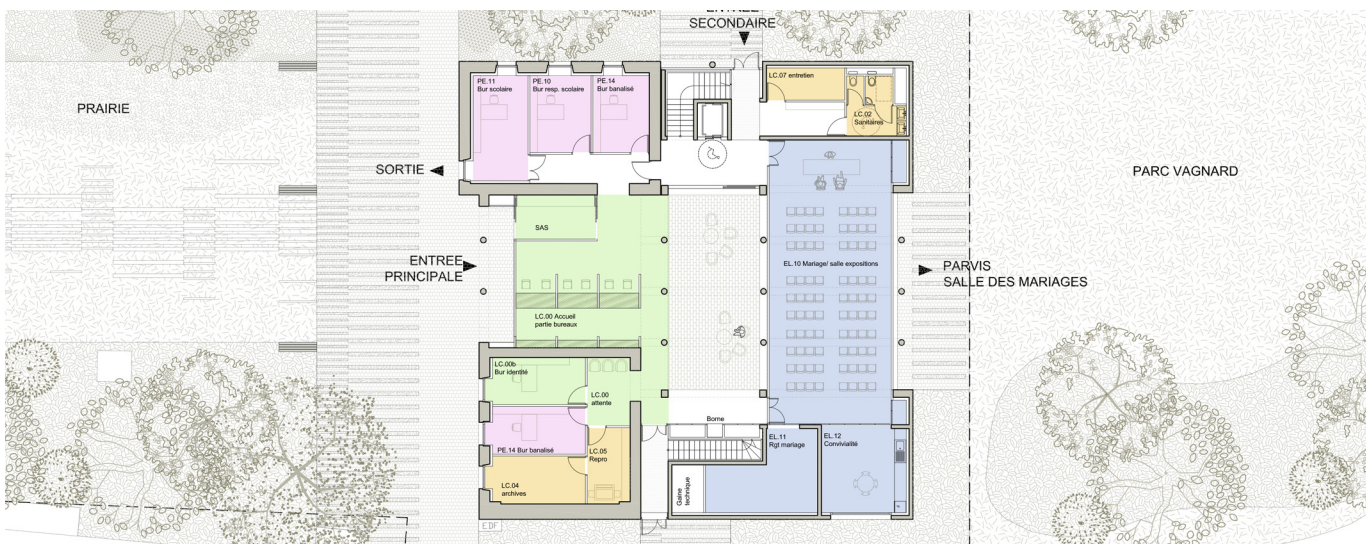 ENTREE
SECONDAIRE
PE.11
Bur scolaire
PE.10
Bur resp. scolaire
PE.14
Bur banalisé
LC.07 entretien
LC.02
Sanitaires
PRAIRIE
SORTIE
PARC VAGNARD
SAS
ENTREE
PRINCIPALE
EL.10 Mariage/ salle expositions
PARVIS
SALLE DES MARIAGES
LC.00 Accueil
partie bureaux
LC.00b
Bur identité
LC.00
attente
Borne
PE.14 Bur banalisé
LC.05
Repro
LC.04
archives
EL.11
Rgt mariage
EL.12
Convivialité
Gaine
technique
E.DF